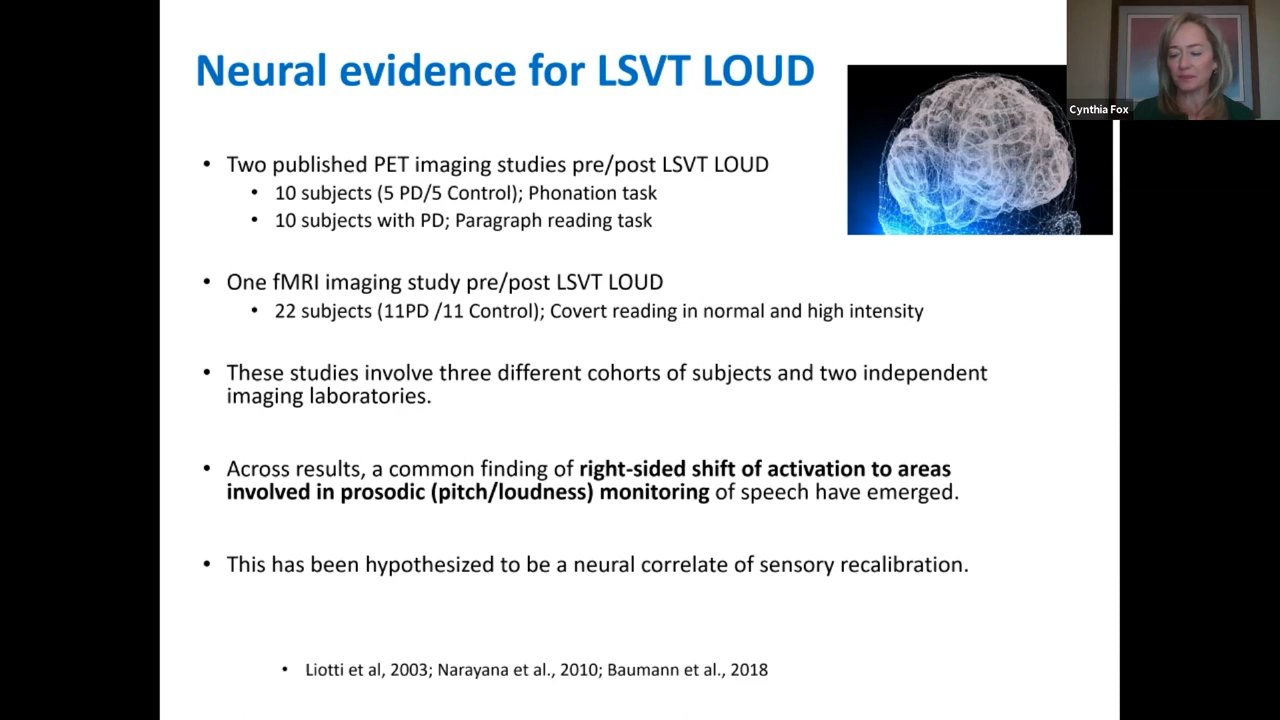 Neural evidence for LSVT LOUD
Cynthia Fox
• Two published PET imaging studies pre/post LSVT LOUD
• 10 subjects (5 PD/5 Control); Phonation task
• 10 subjects with PD; Paragraph reading task
• One fMRI imaging study pre/post LSVT LOUD
• 22 subjects (11PD /11 Control); Covert reading in normal and high intensity
• These studies involve three different cohorts of subjects and two independent
imaging laboratories.
• Across results, a common finding of right-sided shift of activation to areas
involved in prosodic (pitch/loudness) monitoring of speech have emerged.
• This has been hypothesized to be a neural correlate of sensory recalibration.
• Liotti et al, 2003; Narayana et al., 2010; Baumann et al., 2018